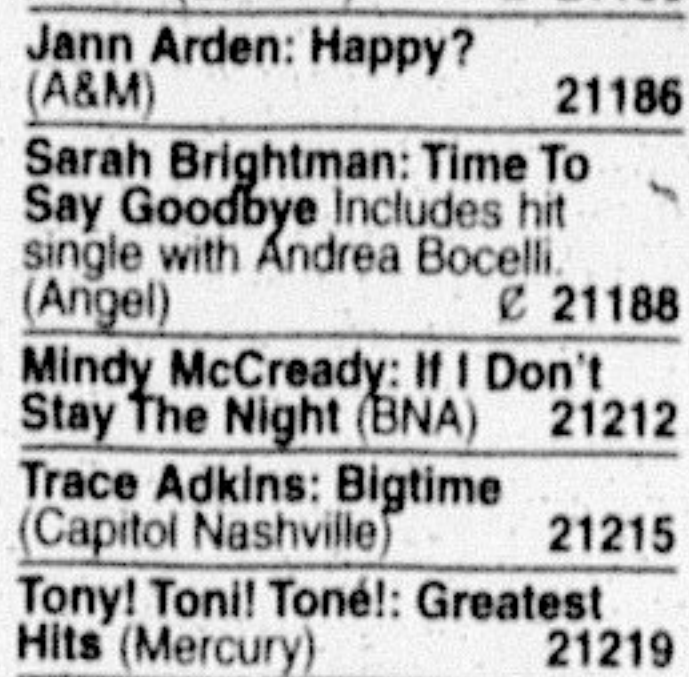 Jann Arden: Happy?
(A&M) 21186
Sarah Brightman: Time To
Say Goodbye Includes hit
single with Andrea Bocelli.
(Angel) 21188
Mindy McCready: If I Don't
Stay The Night (BNA) 21212
Trace Adkins: Bigtime
(Capitol Nashville) 21215
Tony! Toni! Toné!: Greatest
Hits (Mercury) 21219